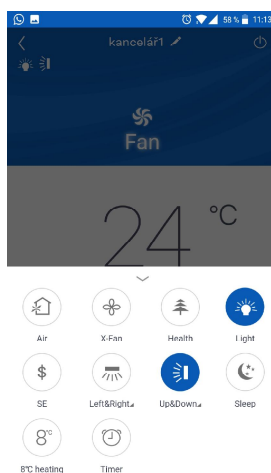 58 % 11:13
kancelář1
Fan
24 °C
Air X-Fan Health Light
$
SE Left&Right Up&Down Sleep
8°C
8°C heating Timer